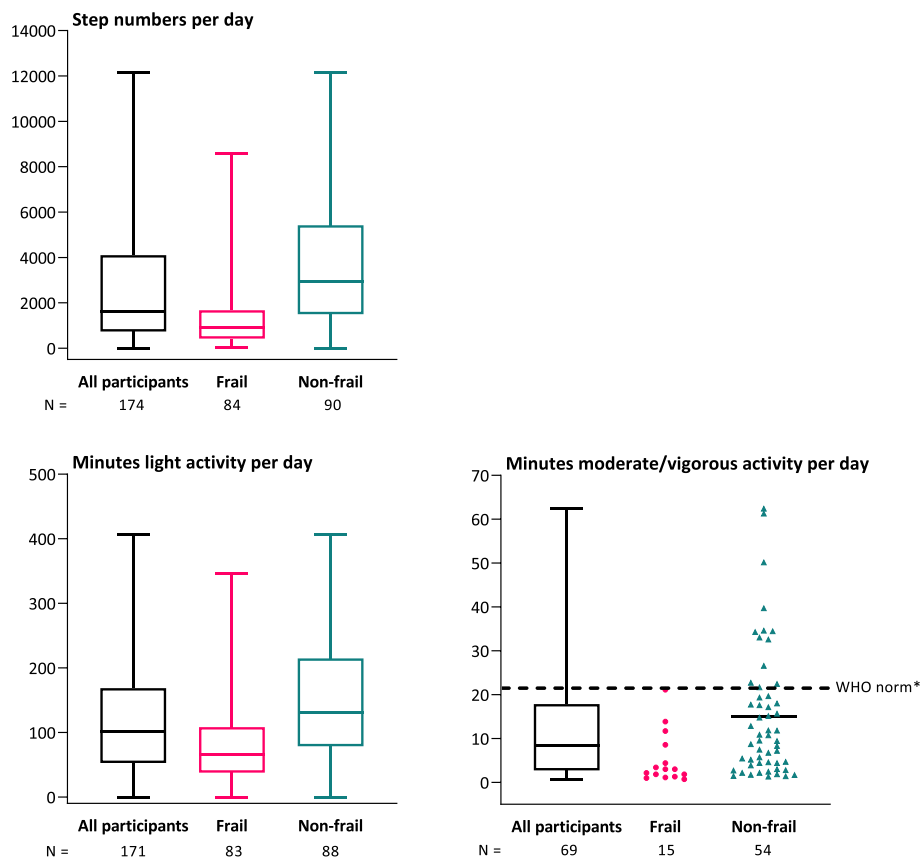 Step numbers per day
14000
12000
10000
8000
6000
4000
2000
0
All participants Frail Non-frail
N = 174 84 90
Minutes light activity per day
500
400
300
200
100
0
All participants Frail Non-frail
N = 171 83 88
Minutes moderate/vigorous activity per day
70
60
50
40
30
20
10
0
WHO norm*
All participants Frail Non-frail
N = 69 15 54